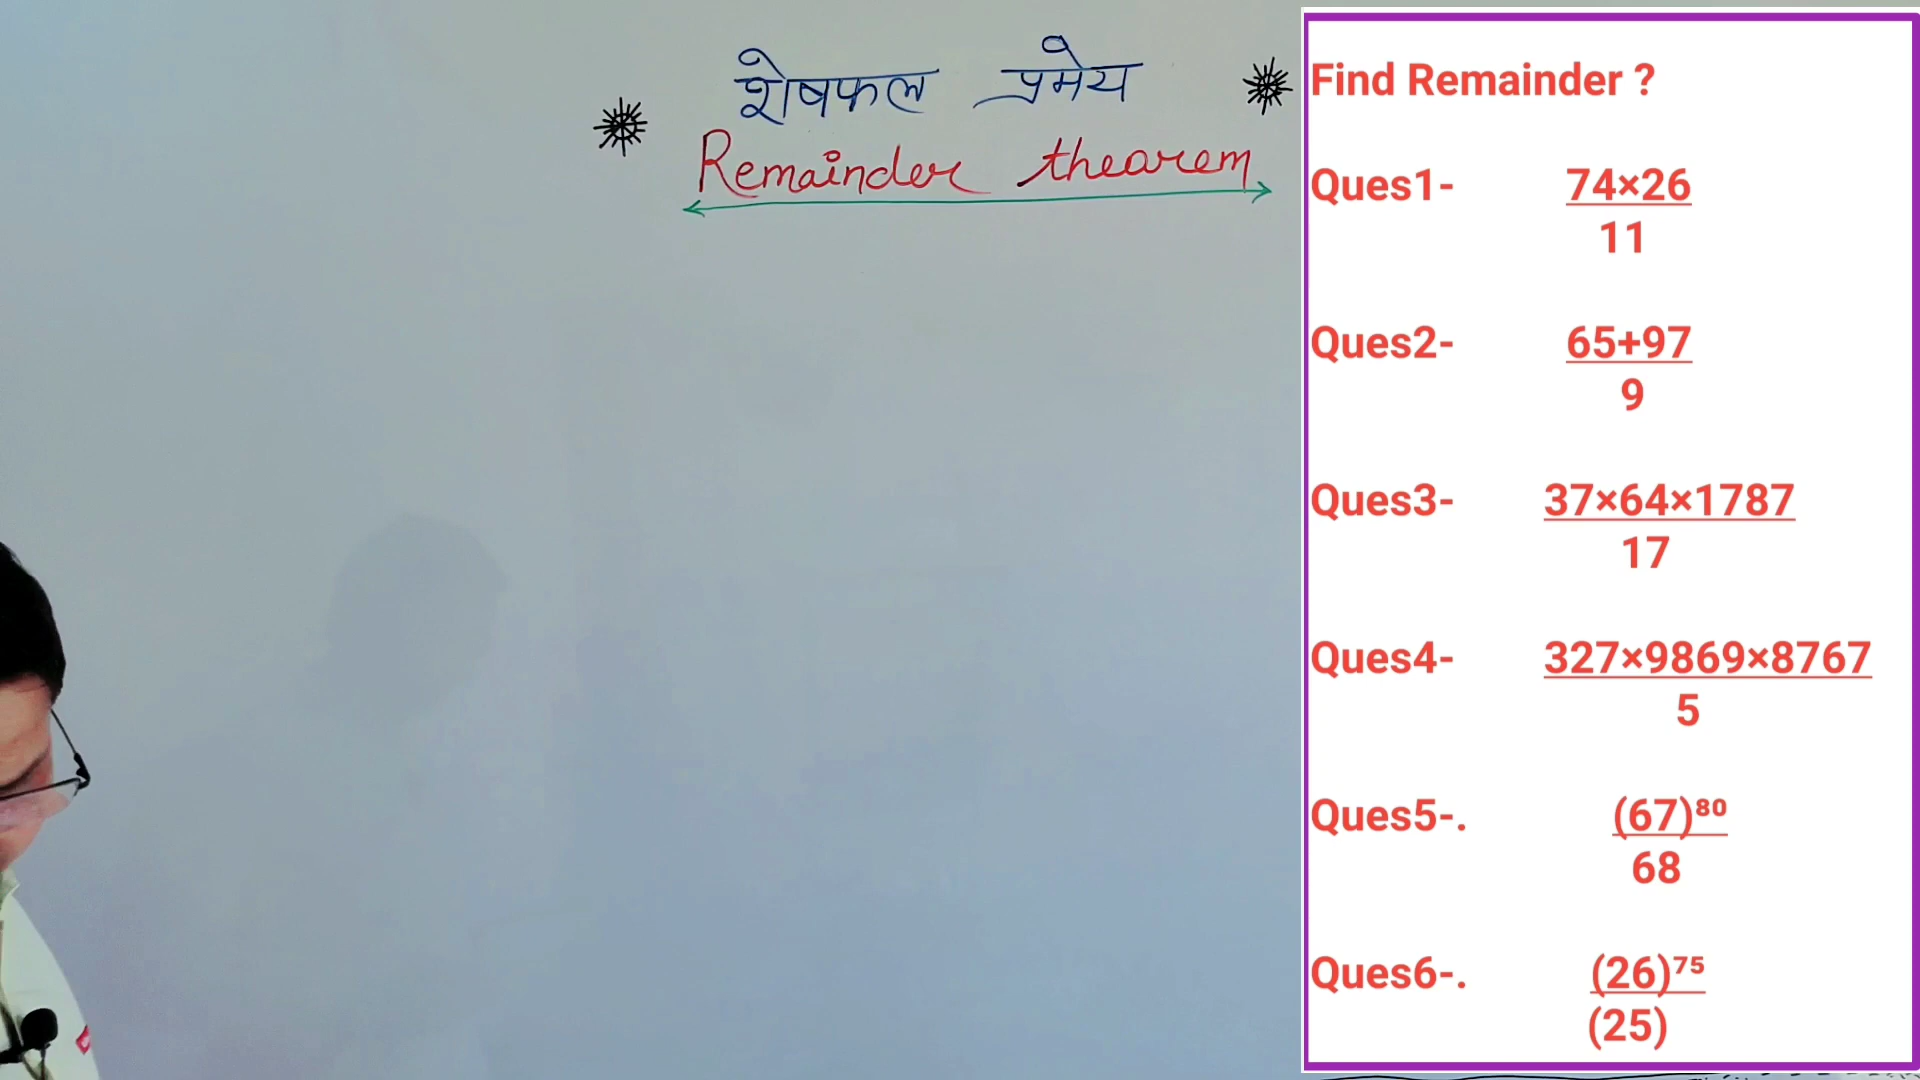 शेषफल प्रमेय
Remainder thearem
Find Remainder ?
Ques1- 74×26
11
Ques2- 65+97
9
Ques3- 37×64×1787
17
Ques4- 327×9869×8767
5
Ques5-. (67)⁸⁰
68
Ques6-. (26)⁷⁵
(25)